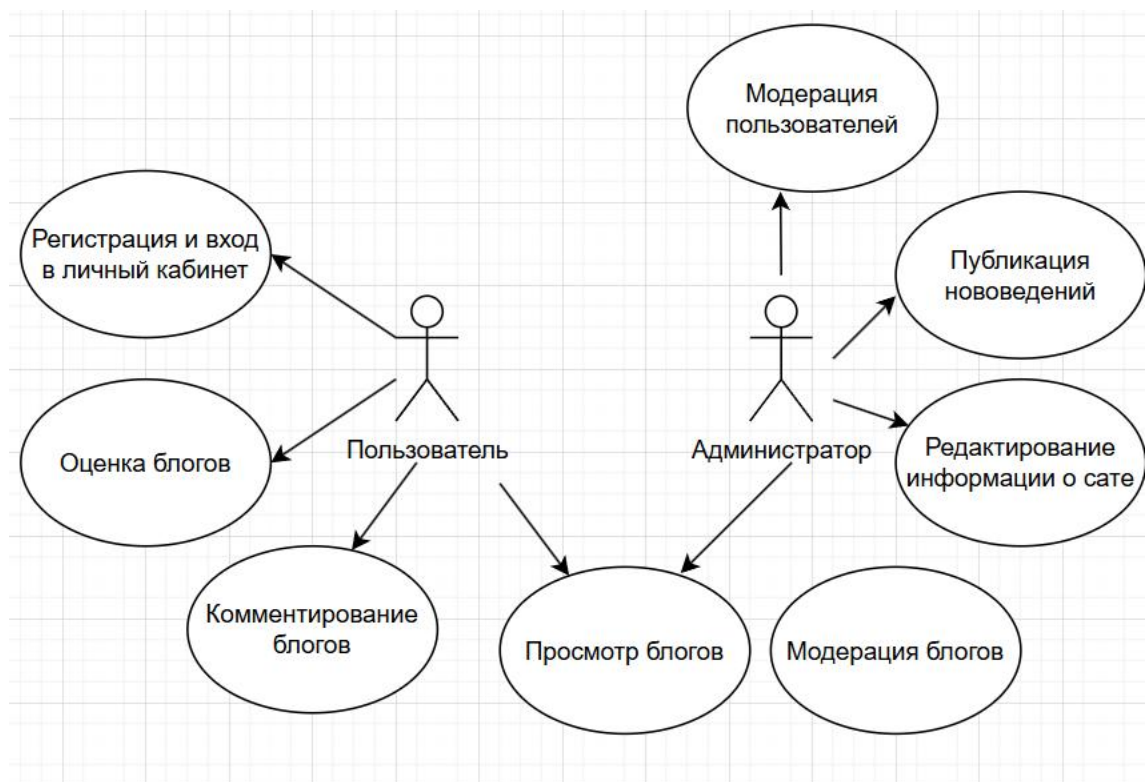 Модерация
пользователей
Регистрация и вход
в личный кабинет
Публикация
нововедений
Оценка блогов
Пользователь
Администратор
Редактирование
информации о сате
Комментирование
блогов
Просмотр блогов
Модерация блогов